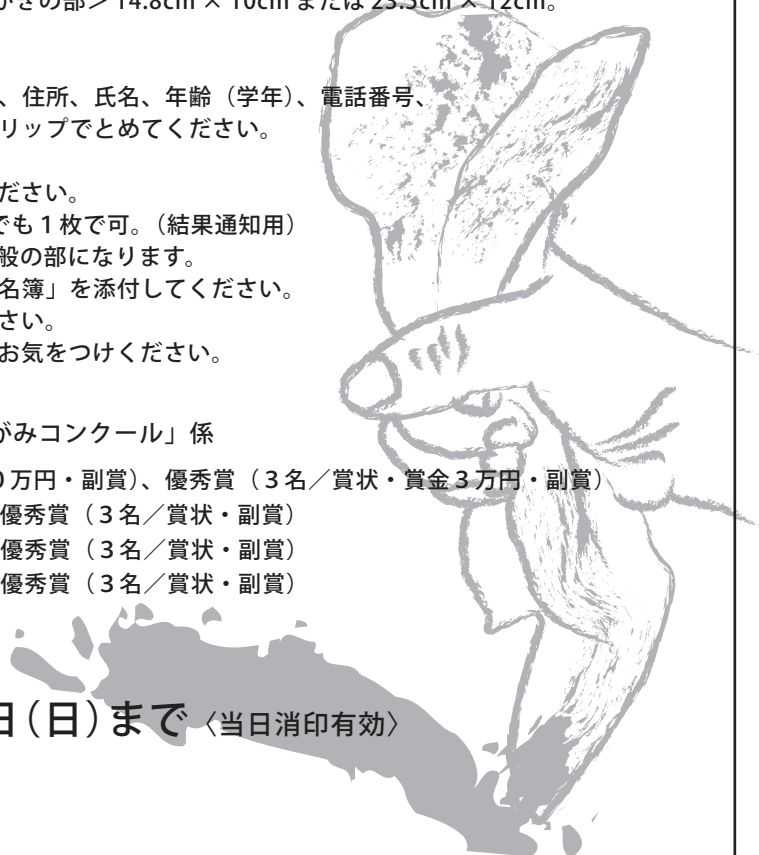 がきの部＞14.8cm × 10cm または 23.5cm × 12cm。
、住所、氏名、年齢（学年）、電話番号、
リップでとめてください。
ださい。
でも１枚で可。（結果通知用）
般の部になります。
名簿」を添付してください。
さい。
お気をつけください。
がみコンクール」係
0万円・副賞）、優秀賞（３名／賞状・賞金３万円・副賞）
優秀賞（３名／賞状・副賞）
優秀賞（３名／賞状・副賞）
優秀賞（３名／賞状・副賞）
日（日）まで〈当日消印有効〉